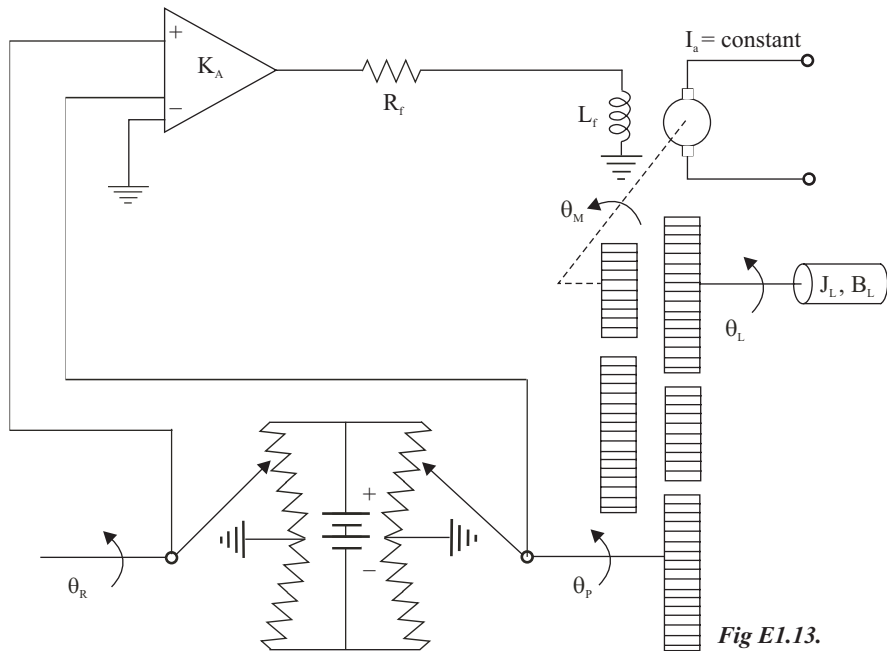 +
K_A
−
R_f
L_f
I_a = constant
θ_M
J_L, B_L
θ_L
+
−
θ_R
θ_P
Fig E1.13.